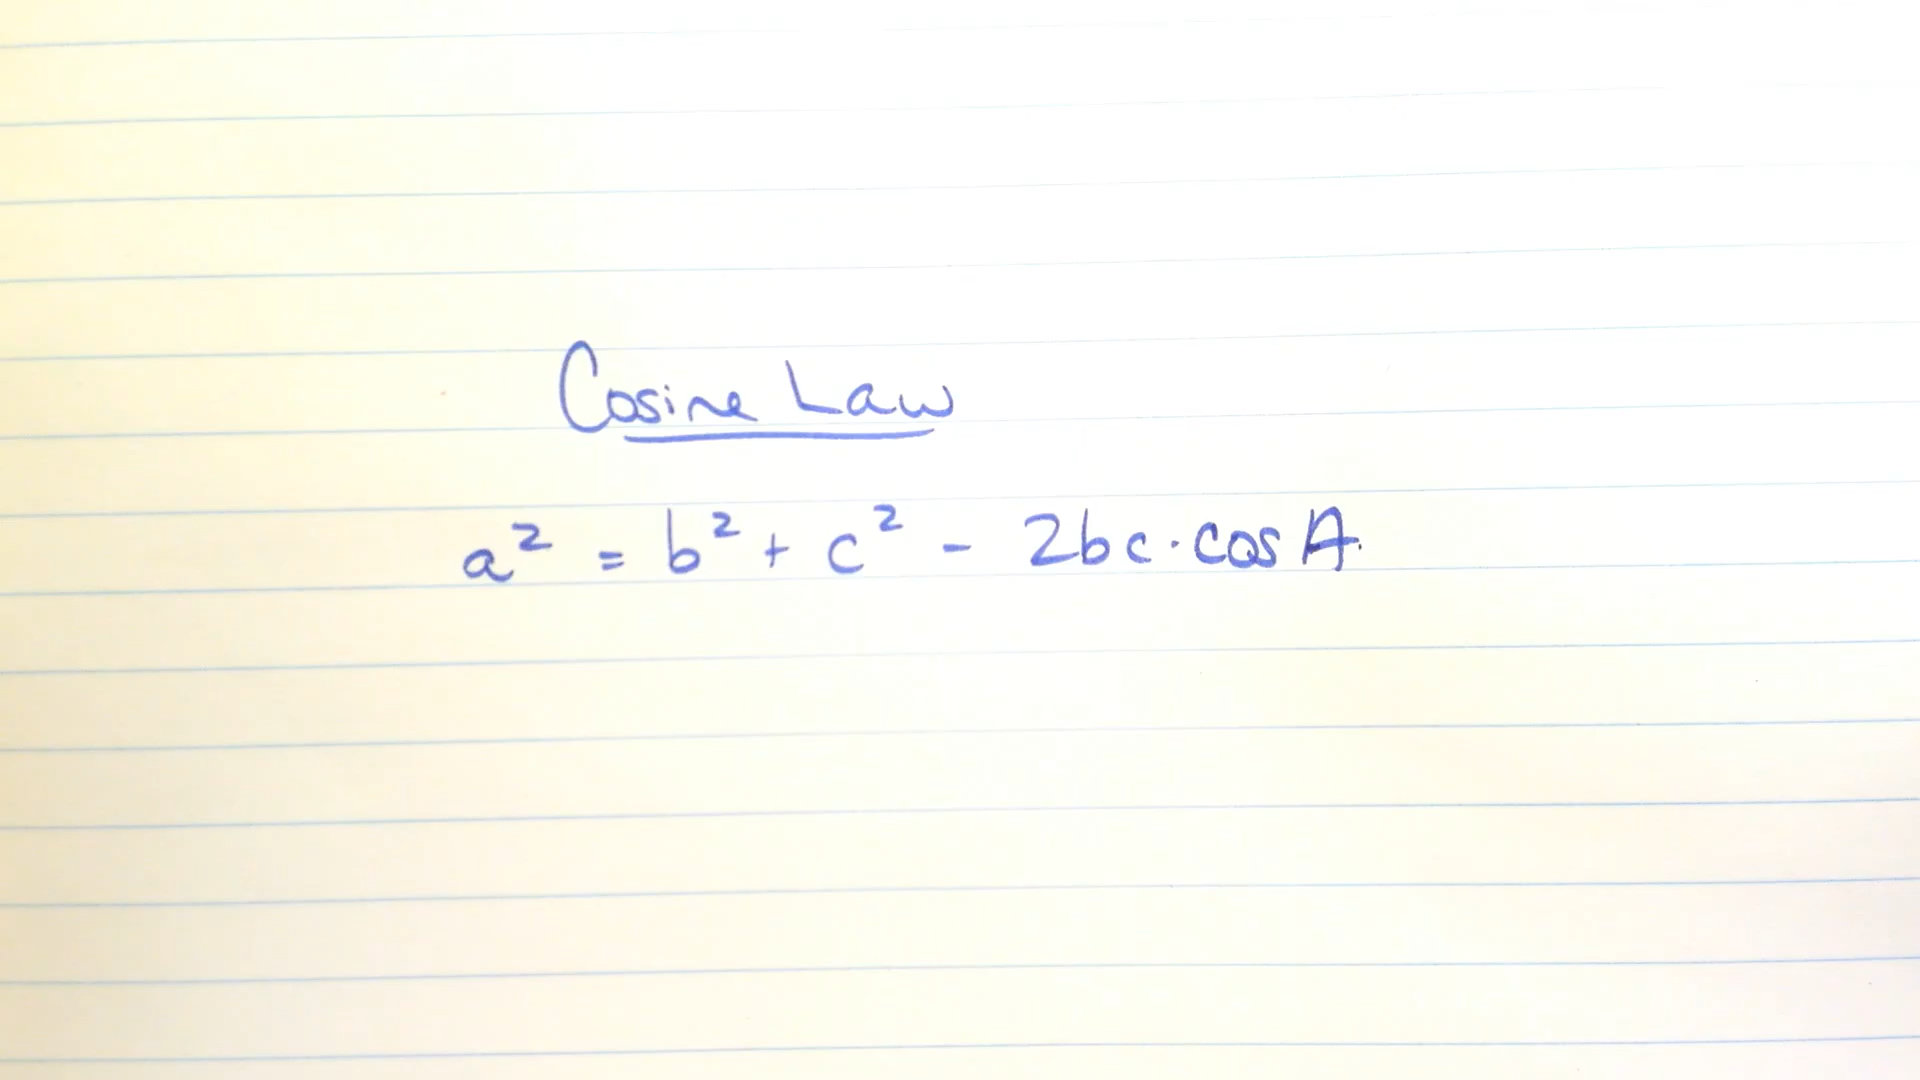 Cosine Law
a² = b² + c² - 2bc·cos A.